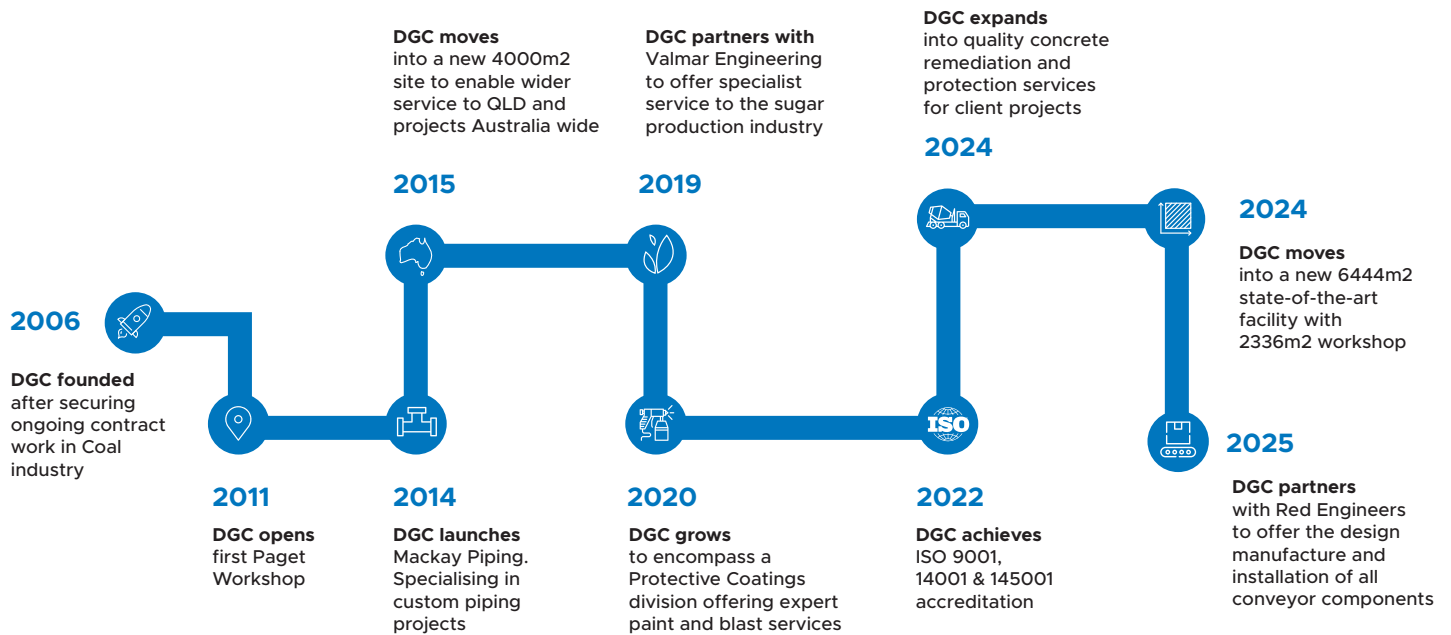 2006
DGC founded
after securing
ongoing contract
work in Coal
industry
2011
DGC opens
first Paget
Workshop
2014
DGC launches
Mackay Piping.
Specialising in
custom piping
projects
DGC moves
into a new 4000m2
site to enable wider
service to QLD and
projects Australia wide
2015
DGC partners with
Valmar Engineering
to offer specialist
service to the sugar
production industry
2019
2020
DGC grows
to encompass a
Protective Coatings
division offering expert
paint and blast services
ISO
2022
DGC achieves
ISO 9001,
14001 & 145001
accreditation
DGC expands
into quality concrete
remediation and
protection services
for client projects
2024
2024
DGC moves
into a new 6444m2
state-of-the-art
facility with
2336m2 workshop
2025
DGC partners
with Red Engineers
to offer the design
manufacture and
installation of all
conveyor components